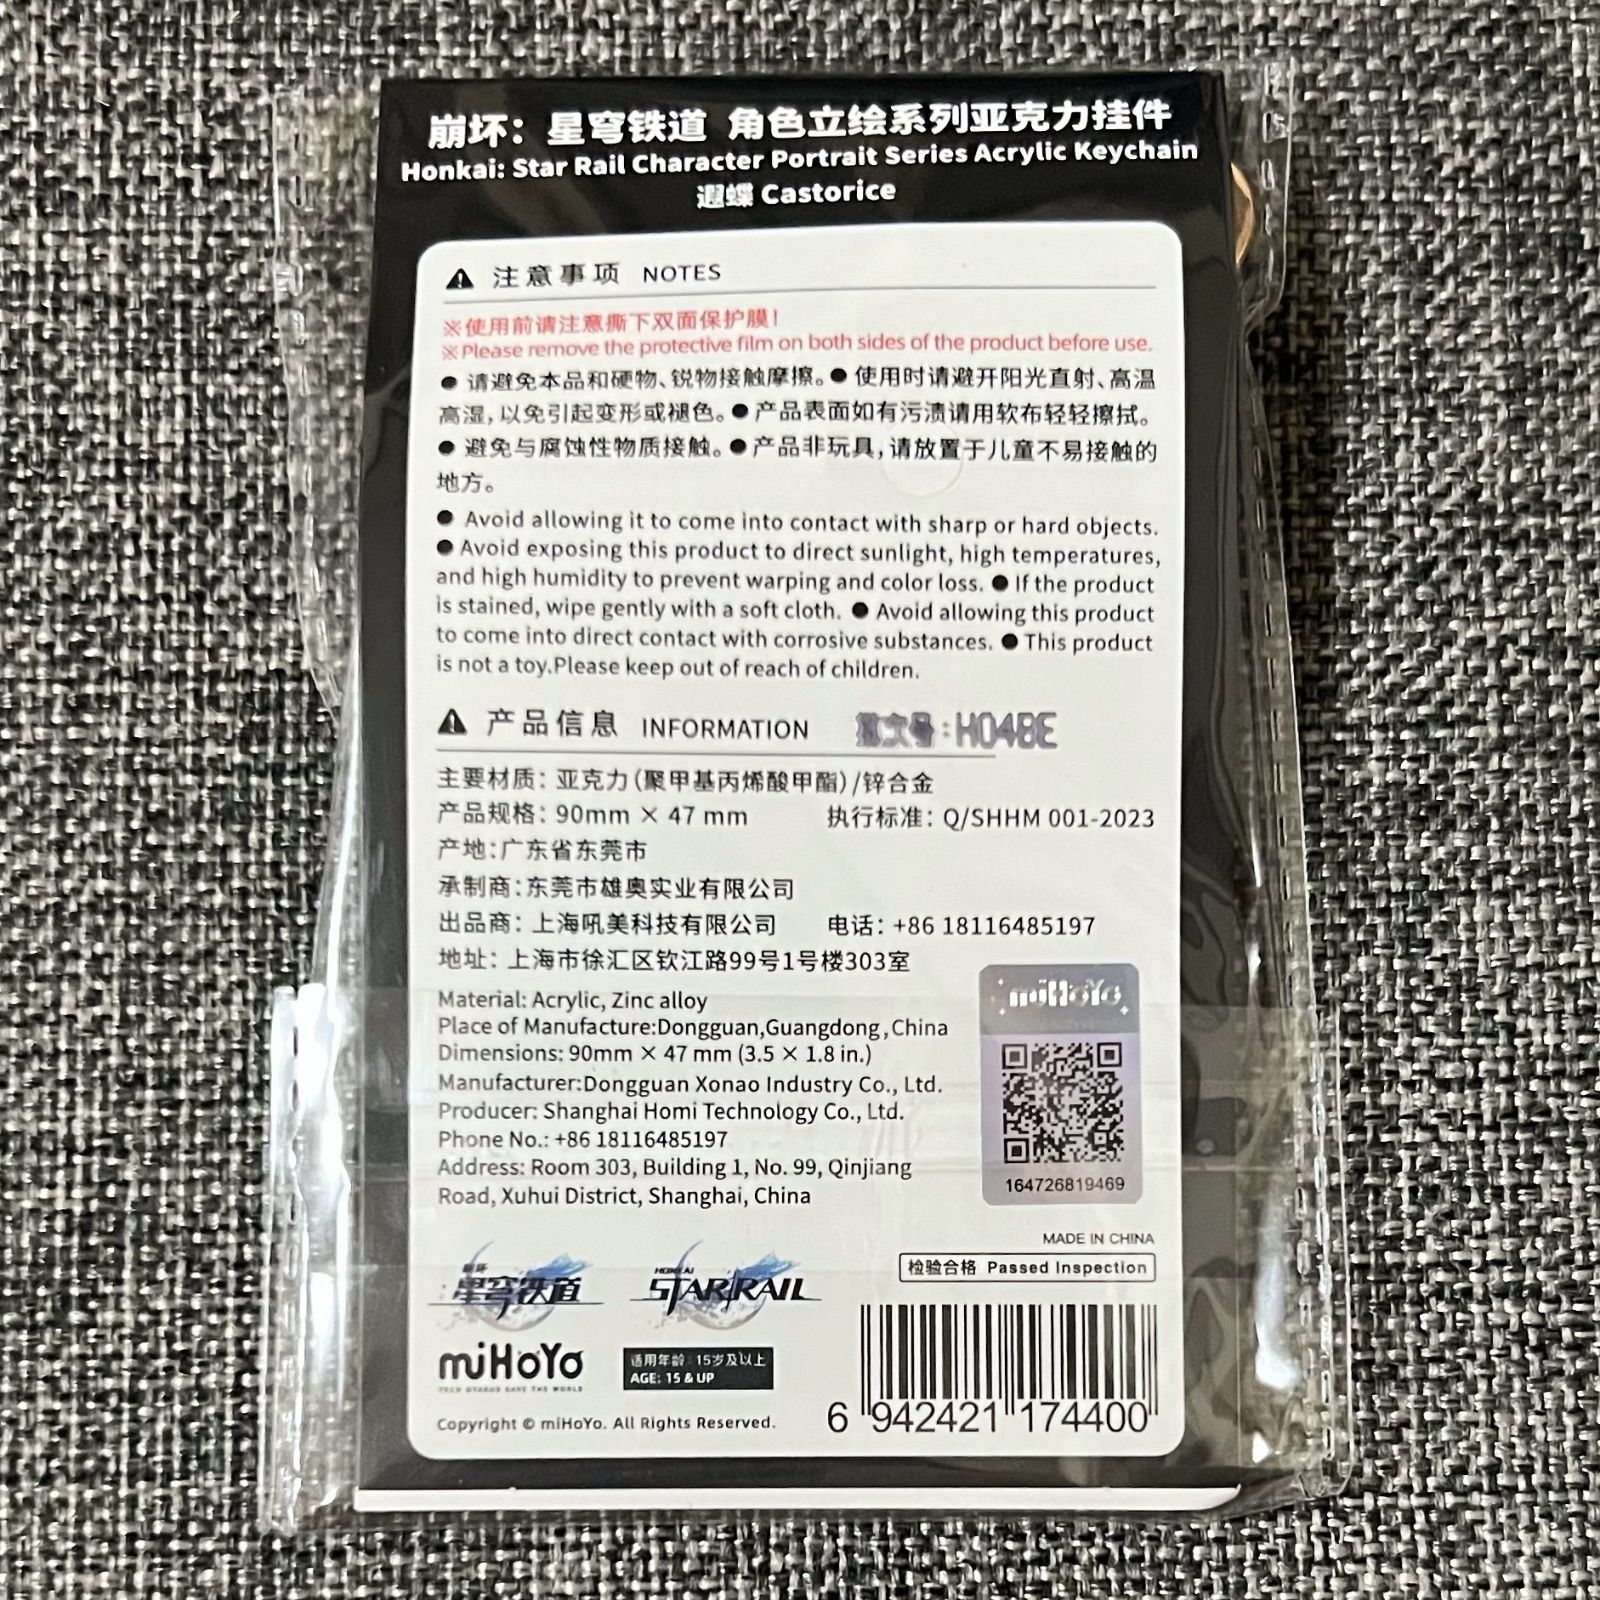 崩坏：星穹铁道 角色立绘系列亚克力挂件
Honkai: Star Rail Character Portrait Series Acrylic Keychain
遐蝶 Castorice
注意事项 NOTES
※使用前请注意撕下双面保护膜！
※Please remove the protective film on both sides of the product before use.
● 请避免本品和硬物、锐物接触摩擦。● 使用时请避开阳光直射、高温
高湿，以免引起变形或褪色。● 产品表面如有污渍请用软布轻轻擦拭。
● 避免与腐蚀性物质接触。● 产品非玩具，请放置于儿童不易接触的
地方。
● Avoid allowing it to come into contact with sharp or hard objects.
● Avoid exposing this product to direct sunlight, high temperatures,
and high humidity to prevent warping and color loss. ● If the product
is stained, wipe gently with a soft cloth. ● Avoid allowing this product
to come into direct contact with corrosive substances. ● This product
is not a toy.Please keep out of reach of children.
产品信息 INFORMATION 批次号:H04BE
主要材质：亚克力（聚甲基丙烯酸甲酯）/锌合金
产品规格：90mm × 47 mm 执行标准：Q/SHHM 001-2023
产地：广东省东莞市
承制商：东莞市雄奥实业有限公司
出品商：上海吼美科技有限公司 电话：+86 18116485197
地址：上海市徐汇区钦江路99号1号楼303室
Material: Acrylic, Zinc alloy
Place of Manufacture:Dongguan,Guangdong,China
Dimensions: 90mm × 47 mm (3.5 × 1.8 in.)
Manufacturer:Dongguan Xonao Industry Co., Ltd.
Producer: Shanghai Homi Technology Co., Ltd.
Phone No.: +86 18116485197
Address: Room 303, Building 1, No. 99, Qinjiang
Road, Xuhui District, Shanghai, China
miHoYo
164726819469
MADE IN CHINA
检验合格 Passed Inspection
崩坏
星穹铁道
HONKAI
STAR RAIL
miHoYo
TECH OTAKUS SAVE THE WORLD
适用年龄：15岁及以上
AGE: 15 & UP
Copyright © miHoYo. All Rights Reserved.
6 942421 174400